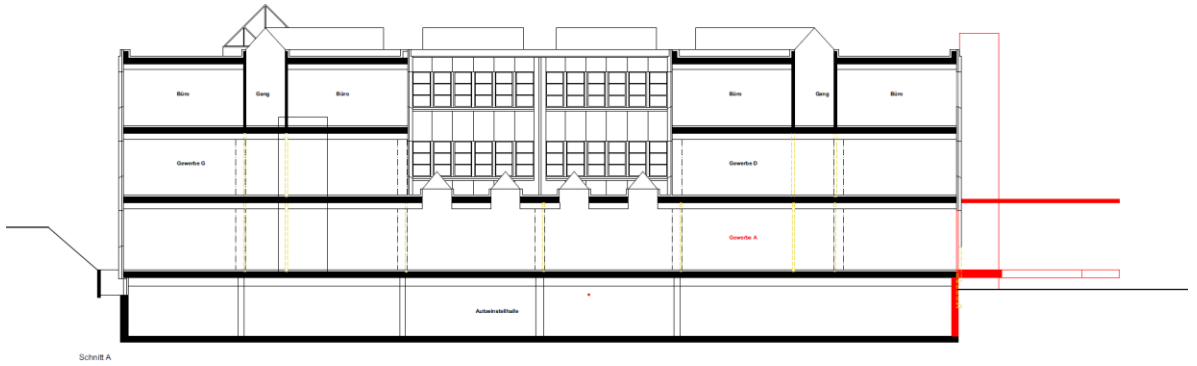 Büro
Gang
Büro
Büro
Gang
Büro
Gewerbe G
Gewerbe D
Gewerbe A
Autoeinstellhalle
Schnitt A